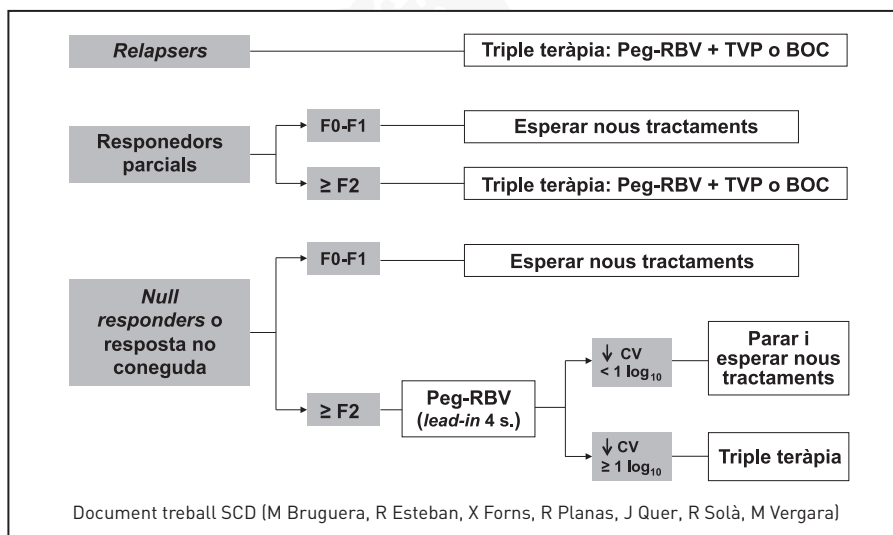 Relapsers
Triple teràpia: Peg-RBV + TVP o BOC
Responedors
parcials
F0-F1
Esperar nous tractaments
≥ F2
Triple teràpia: Peg-RBV + TVP o BOC
Null
responders o
resposta no
coneguda
F0-F1
Esperar nous tractaments
≥ F2
Peg-RBV
(lead-in 4 s.)
↓ CV
< 1 log₁₀
Parar i
esperar nous
tractaments
↓ CV
≥ 1 log₁₀
Triple teràpia
Document treball SCD (M Bruguera, R Esteban, X Forns, R Planas, J Quer, R Solà, M Vergara)